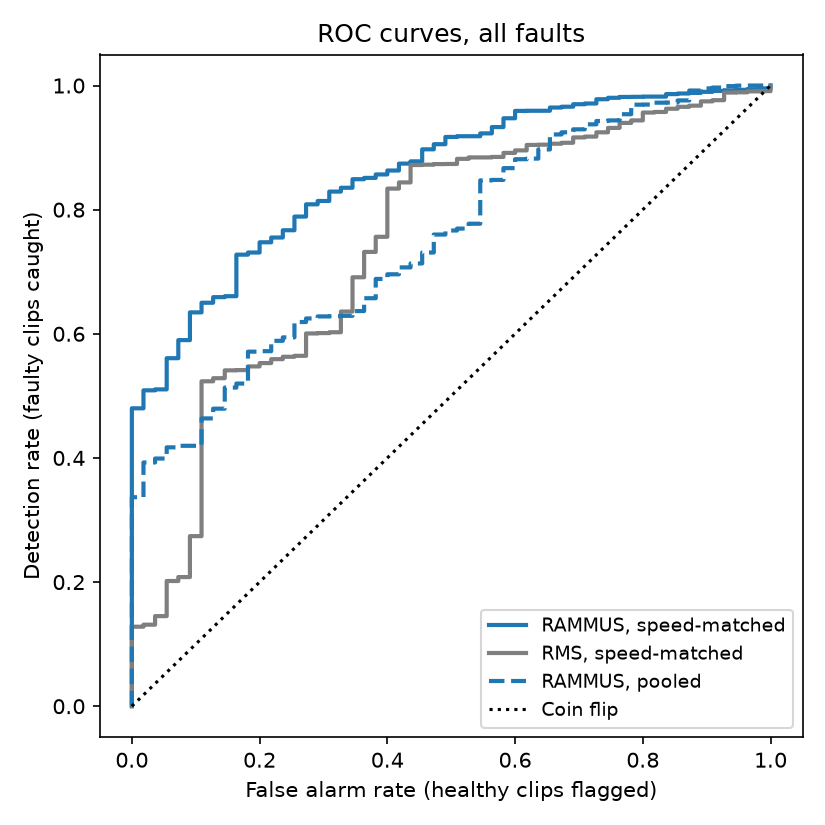 ROC curves, all faults
Detection rate (faulty clips caught)
1.0
0.8
0.6
0.4
0.2
0.0
0.0 0.2 0.4 0.6 0.8 1.0
False alarm rate (healthy clips flagged)
RAMMUS, speed-matched
RMS, speed-matched
RAMMUS, pooled
Coin flip